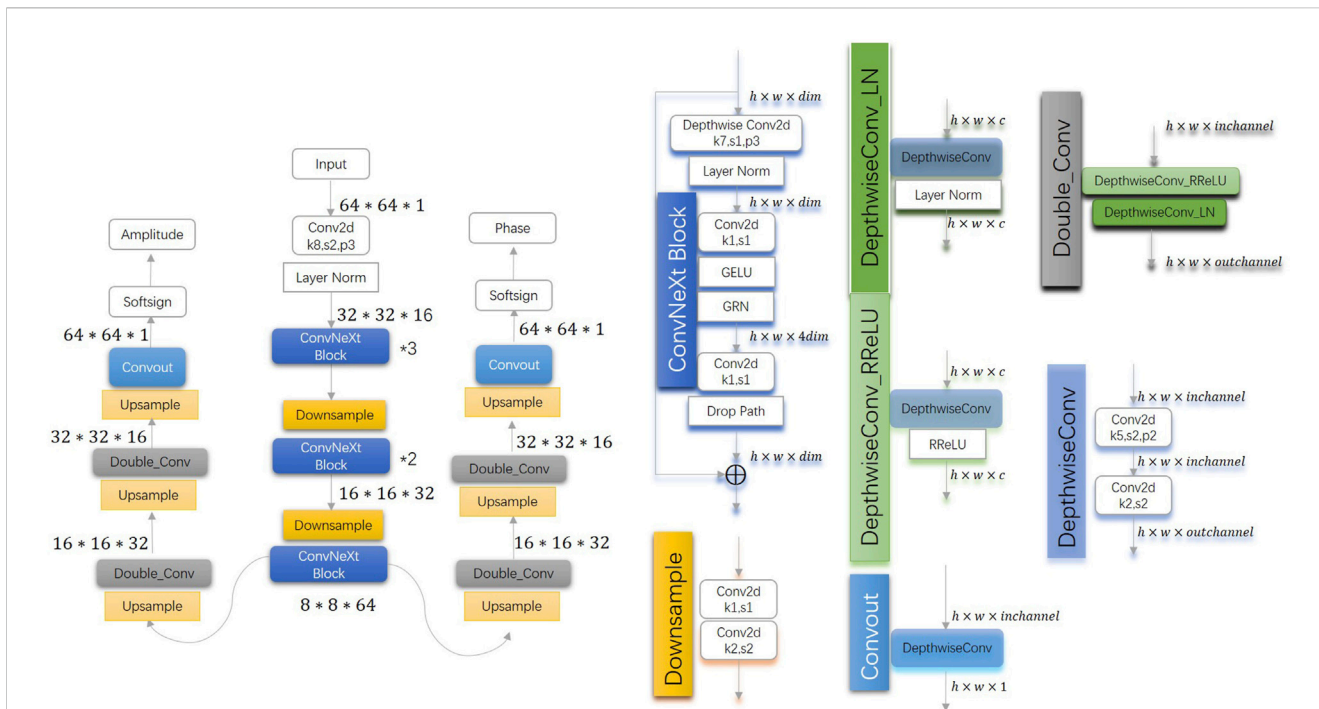 Amplitude
Softsign
64 * 64 * 1
Convout
Upsample
32 * 32 * 16
Double_Conv
Upsample
16 * 16 * 32
Double_Conv
Upsample
Input
64 * 64 * 1
Conv2d
k8,s2,p3
Layer Norm
32 * 32 * 16
ConvNeXt
Block
*3
Downsample
ConvNeXt
Block
*2
16 * 16 * 32
Downsample
ConvNeXt
Block
8 * 8 * 64
Phase
Softsign
64 * 64 * 1
Convout
Upsample
32 * 32 * 16
Double_Conv
Upsample
16 * 16 * 32
Double_Conv
Upsample
ConvNeXt Block
h × w × dim
Depthwise Conv2d
k7,s1,p3
Layer Norm
h × w × dim
Conv2d
k1,s1
GELU
GRN
h × w × 4dim
Conv2d
k1,s1
Drop Path
h × w × dim
Downsample
Conv2d
k1,s1
Conv2d
k2,s2
DepthwiseConv_LN
h × w × c
DepthwiseConv
Layer Norm
h × w × c
DepthwiseConv_RReLU
h × w × c
DepthwiseConv
RReLU
h × w × c
Convout
h × w × inchannel
DepthwiseConv
h × w × 1
Double_Conv
h × w × inchannel
DepthwiseConv_RReLU
DepthwiseConv_LN
h × w × outchannel
DepthwiseConv
h × w × inchannel
Conv2d
k5,s2,p2
h × w × inchannel
Conv2d
k2,s2
h × w × outchannel